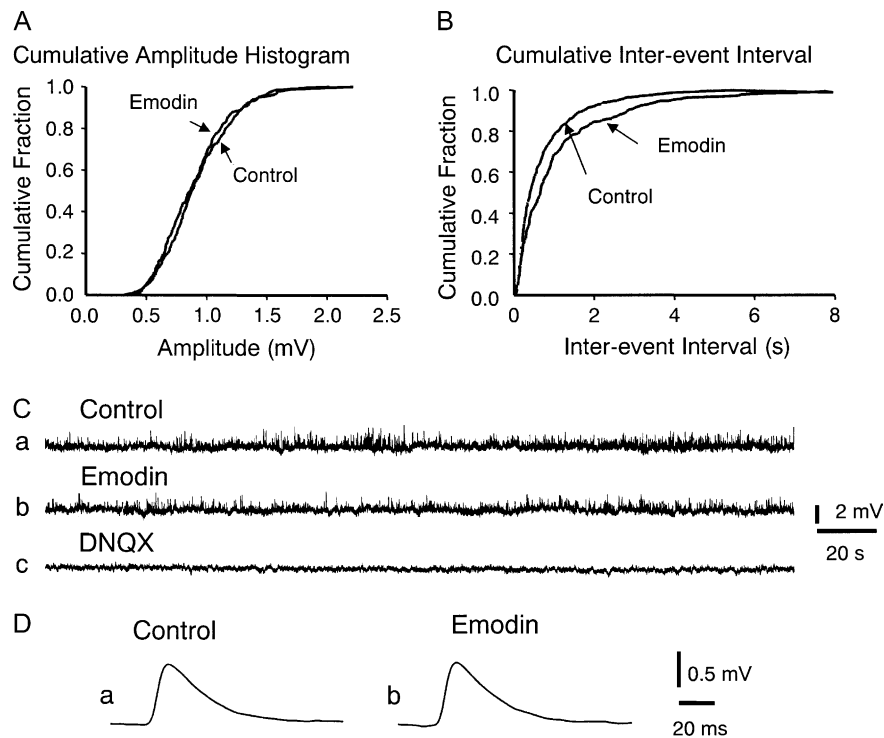 A
Cumulative Amplitude Histogram
Cumulative Fraction
1.0
0.8
0.6
0.4
0.2
0.0
Emodin
Control
0.0
0.5
1.0
1.5
2.0
2.5
Amplitude (mV)
B
Cumulative Inter-event Interval
Cumulative Fraction
1.0
0.8
0.6
0.4
0.2
0.0
Emodin
Control
0
2
4
6
8
Inter-event Interval (s)
C
Control
a
Emodin
b
DNQX
c
2 mV
20 s
D
Control
a
Emodin
b
0.5 mV
20 ms